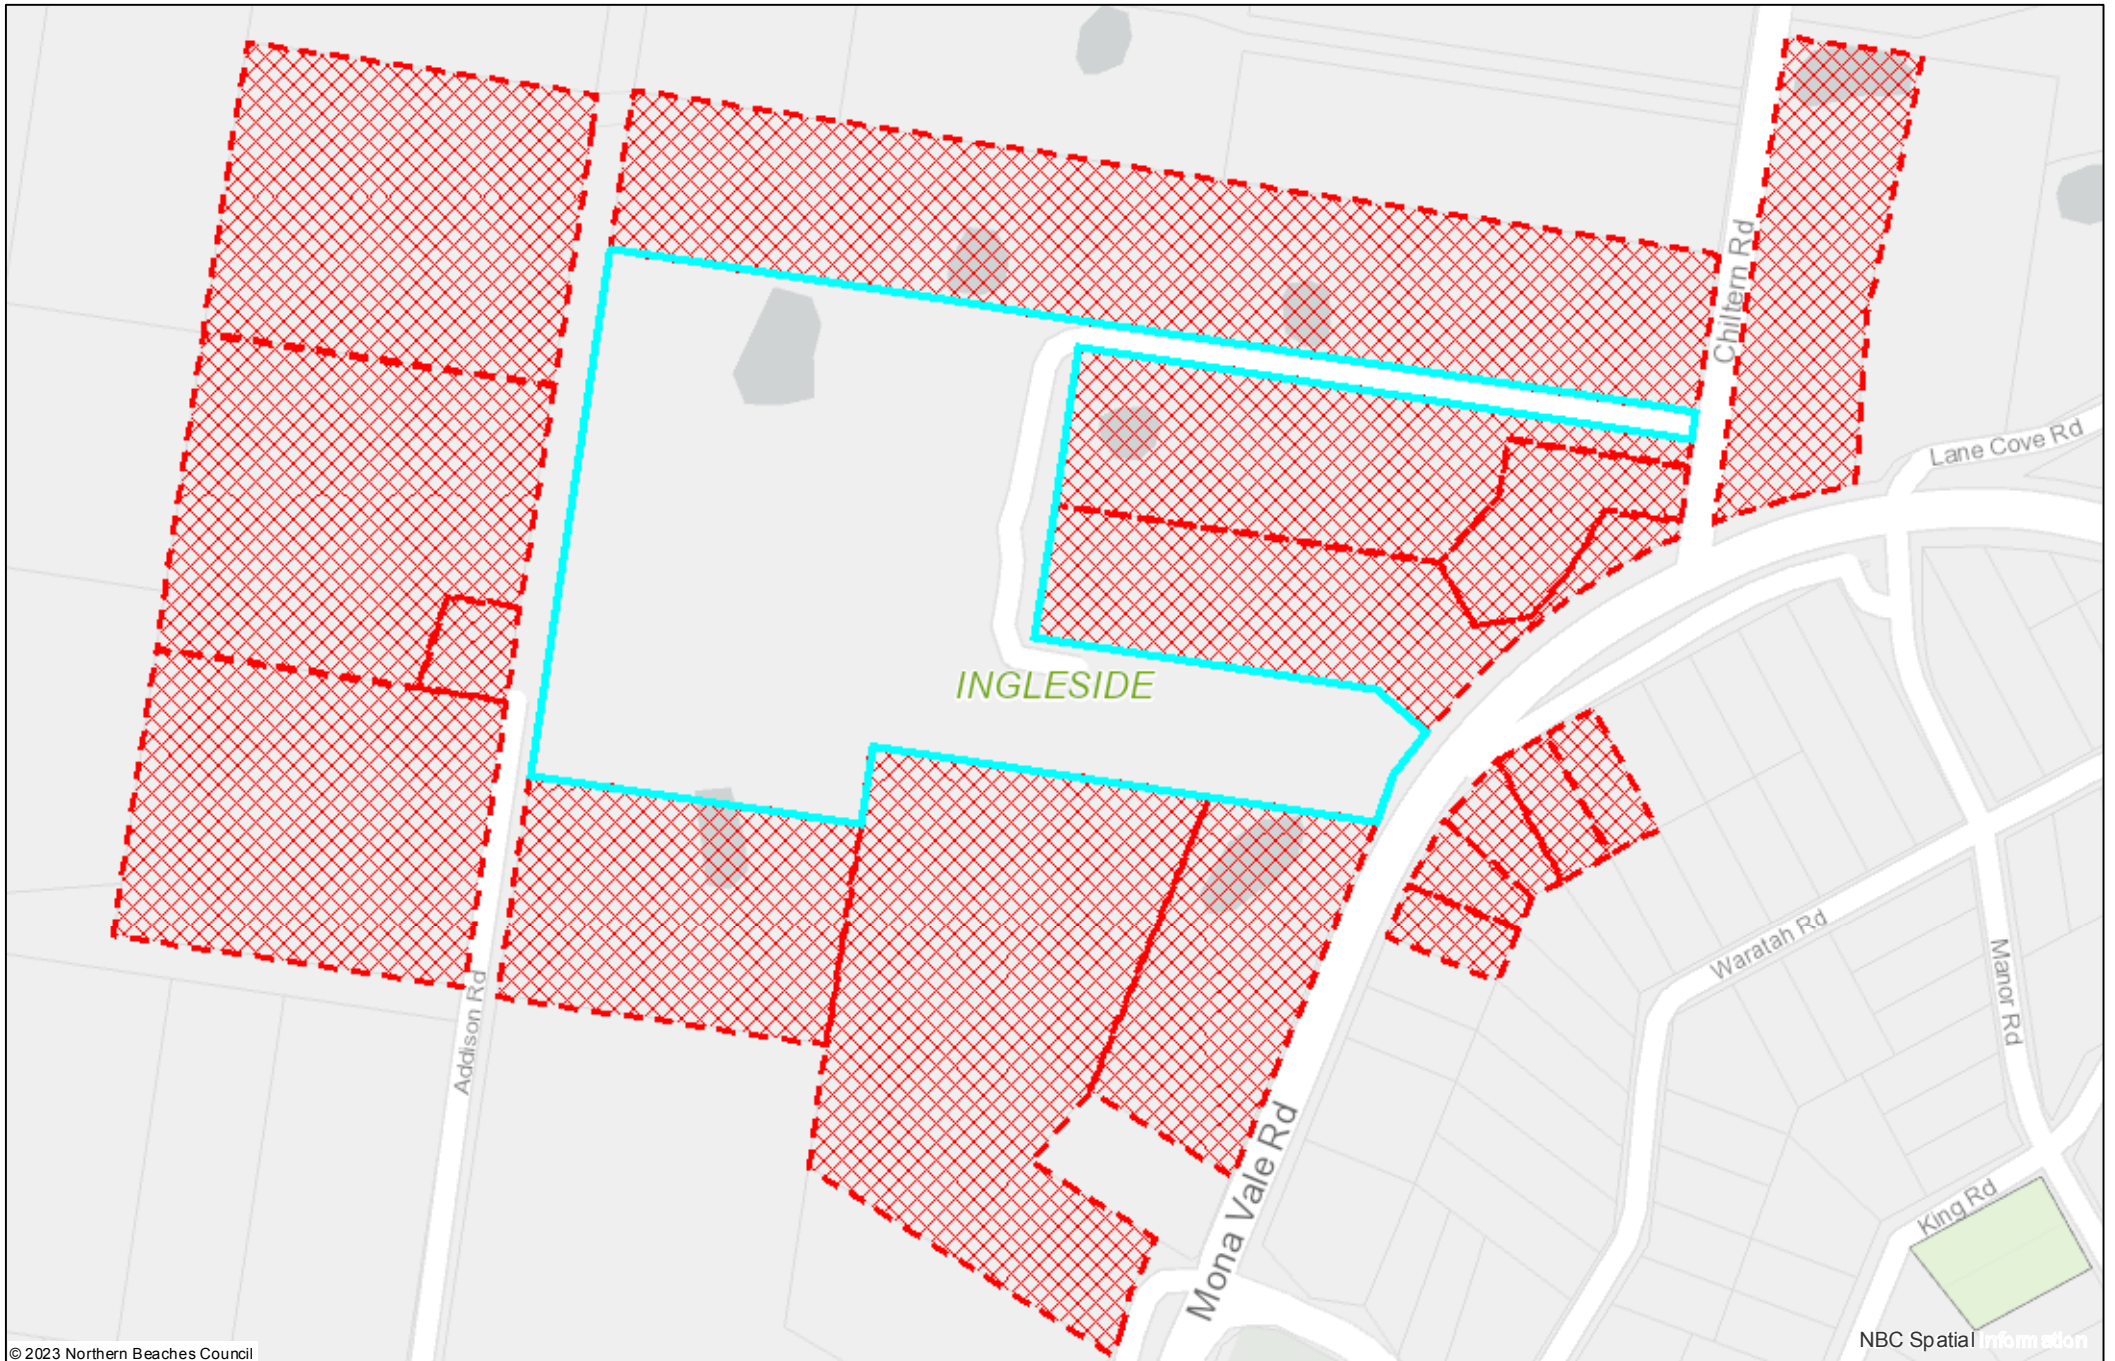 Chiltern Rd
Lane Cove Rd
INGLESIDE
Waratah Rd
Manor Rd
Addison Rd
Mona Vale Rd
King Rd
NBC Spatial Information
© 2023 Northern Beaches Council